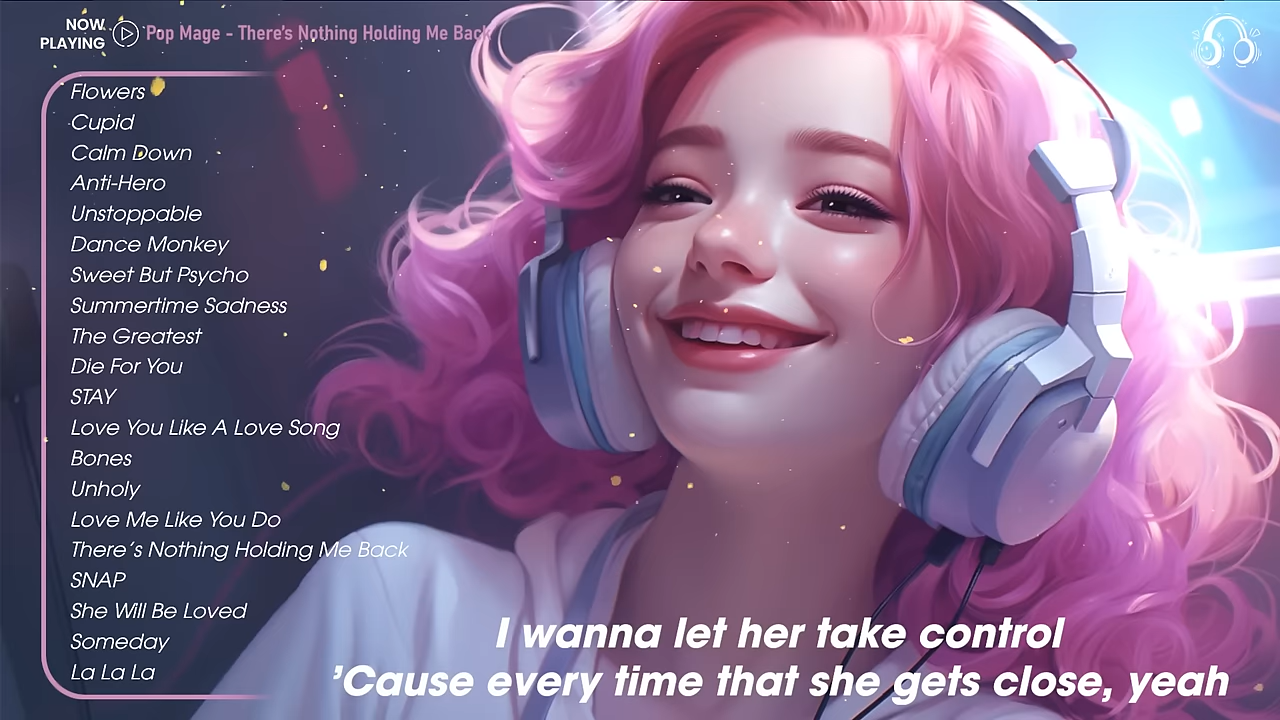 NOW
PLAYING
Pop Mage - There's Nothing Holding Me Back
Flowers
Cupid
Calm Down
Anti-Hero
Unstoppable
Dance Monkey
Sweet But Psycho
Summertime Sadness
The Greatest
Die For You
STAY
Love You Like A Love Song
Bones
Unholy
Love Me Like You Do
There's Nothing Holding Me Back
SNAP
She Will Be Loved
Someday
La La La
I wanna let her take control
'Cause every time that she gets close, yeah